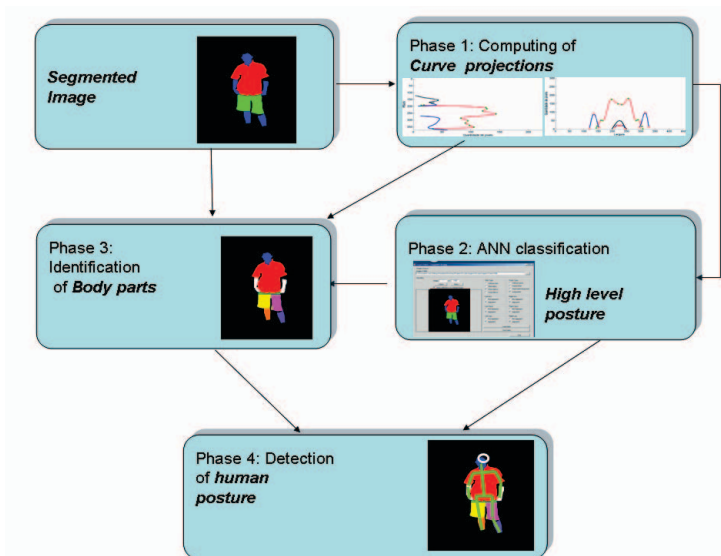 Segmented
Image
Phase 1: Computing of
Curve projections
Phase 3:
Identification
of Body parts
Phase 2: ANN classification
High level
posture
Phase 4: Detection
of human
posture